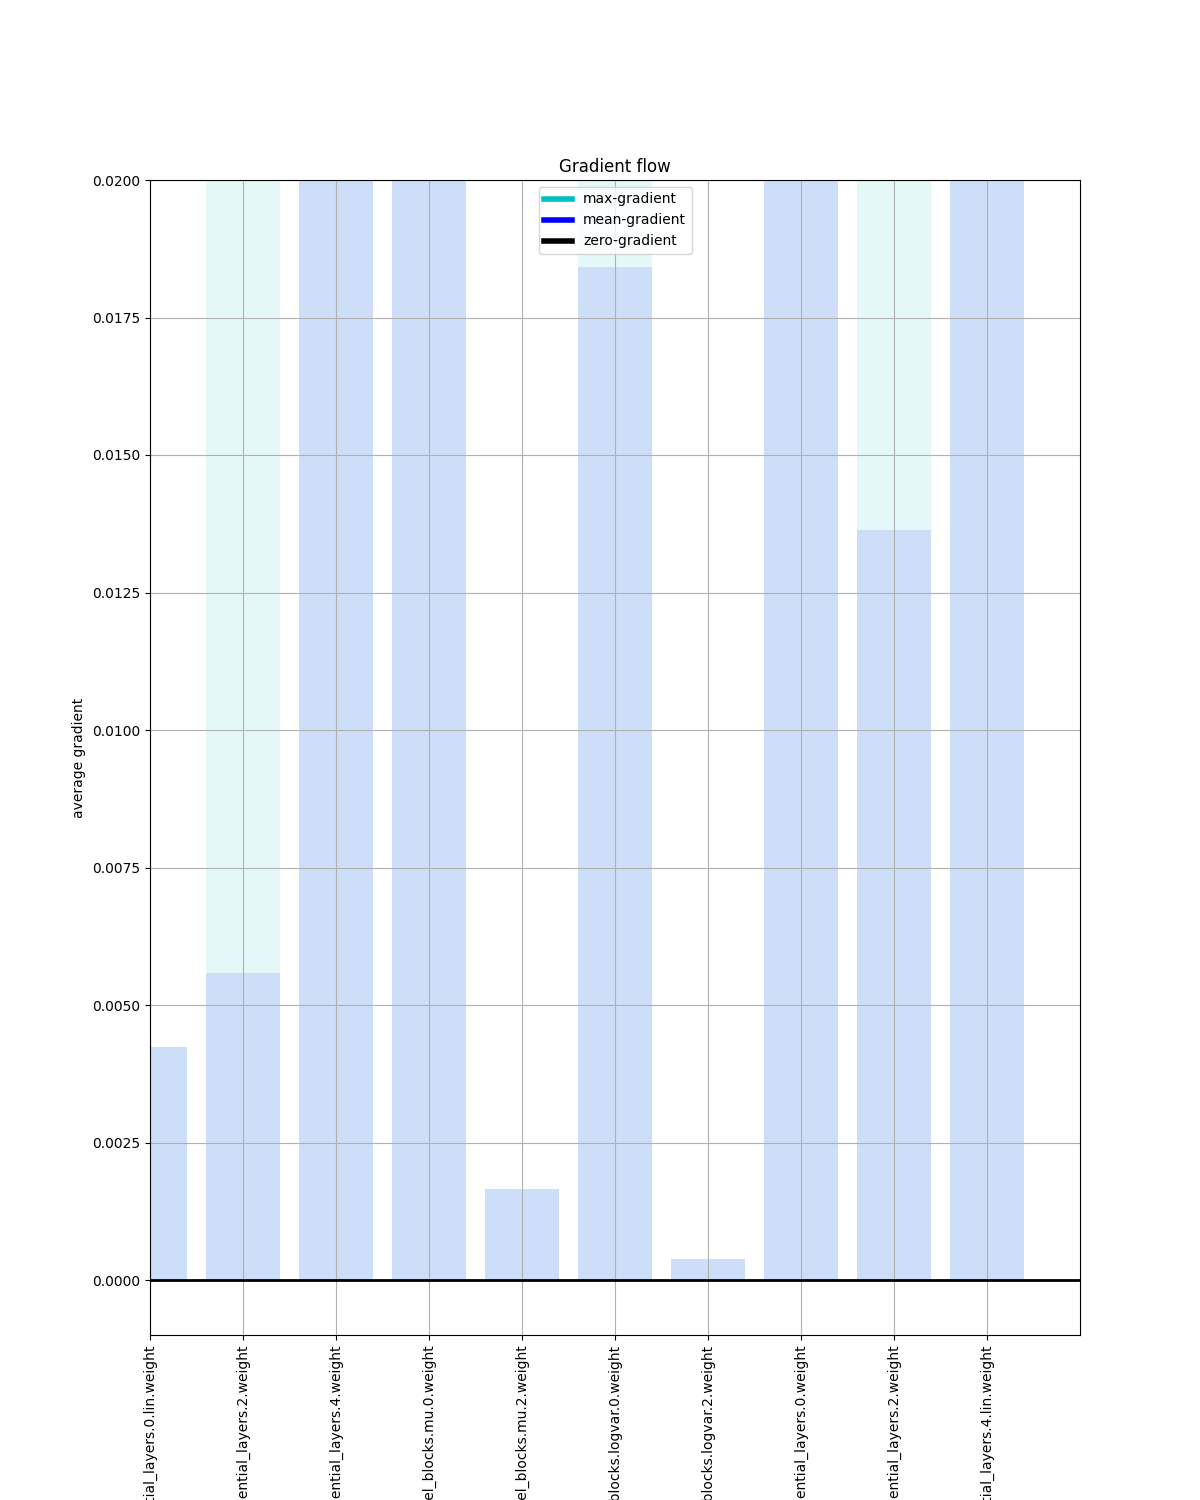 Gradient flow
max-gradient
mean-gradient
zero-gradient
0.0200
0.0175
0.0150
0.0125
0.0100
0.0075
0.0050
0.0025
0.0000
average gradient
tial_layers.0.lin.weight
ential_layers.2.weight
ential_layers.4.weight
el_blocks.mu.0.weight
el_blocks.mu.2.weight
blocks.logvar.0.weight
blocks.logvar.2.weight
ential_layers.0.weight
ential_layers.2.weight
tial_layers.4.lin.weight